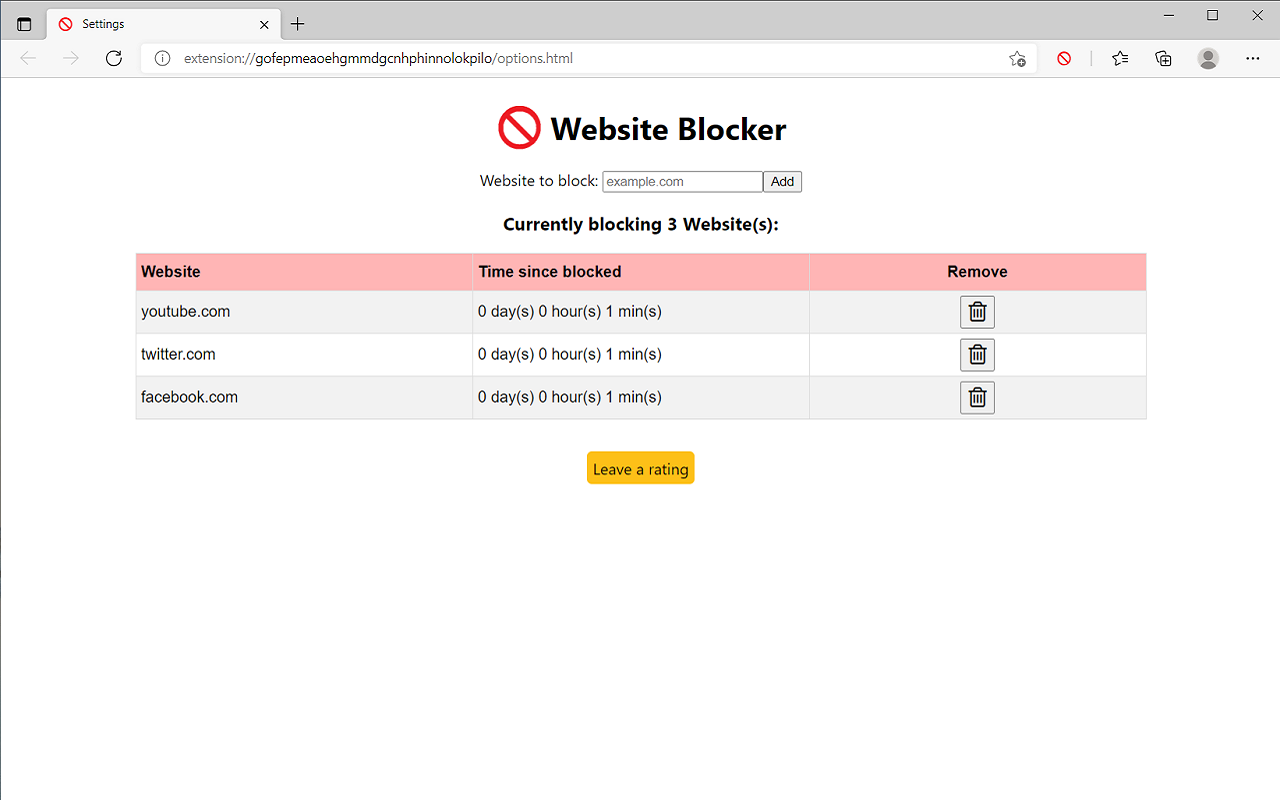 Settings
extension://gofepmeaoehgmmdgcnhphinnolokpilo/options.html
Website Blocker
Website to block: example.com Add
Currently blocking 3 Website(s):
Website Time since blocked Remove
youtube.com 0 day(s) 0 hour(s) 1 min(s)
twitter.com 0 day(s) 0 hour(s) 1 min(s)
facebook.com 0 day(s) 0 hour(s) 1 min(s)
Leave a rating